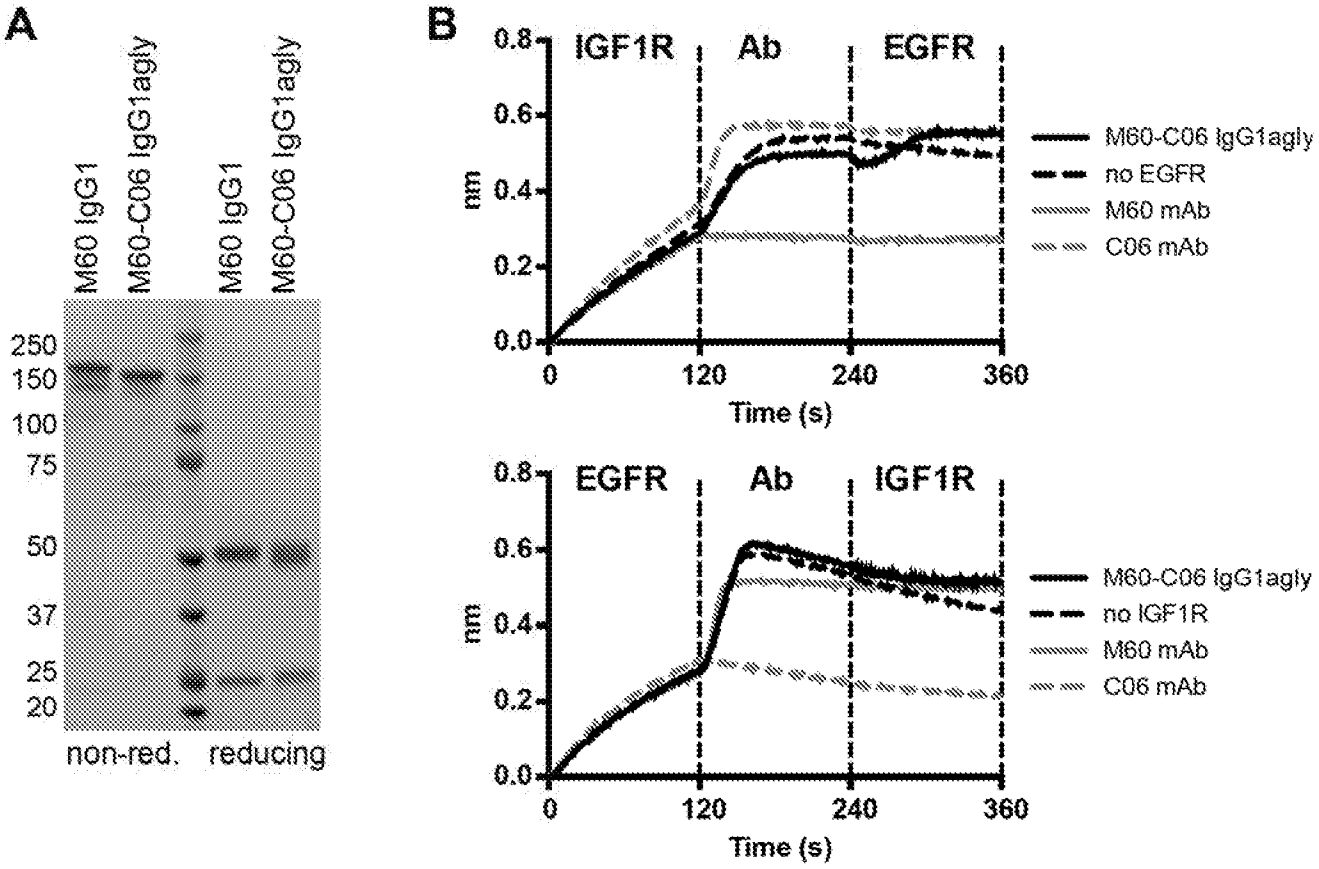 A
M60 IgG1
M60-C06 IgG1agly
M60 IgG1
M60-C06 IgG1agly
250
150
100
75
50
37
25
20
non-red. reducing
B
0.8
0.6
0.4
0.2
0.0
nm
IGF1R Ab EGFR
0 120 240 360
Time (s)
M60-C06 IgG1agly
no EGFR
M60 mAb
C06 mAb
0.8
0.6
0.4
0.2
0.0
nm
EGFR Ab IGF1R
0 120 240 360
Time (s)
M60-C06 IgG1agly
no IGF1R
M60 mAb
C06 mAb